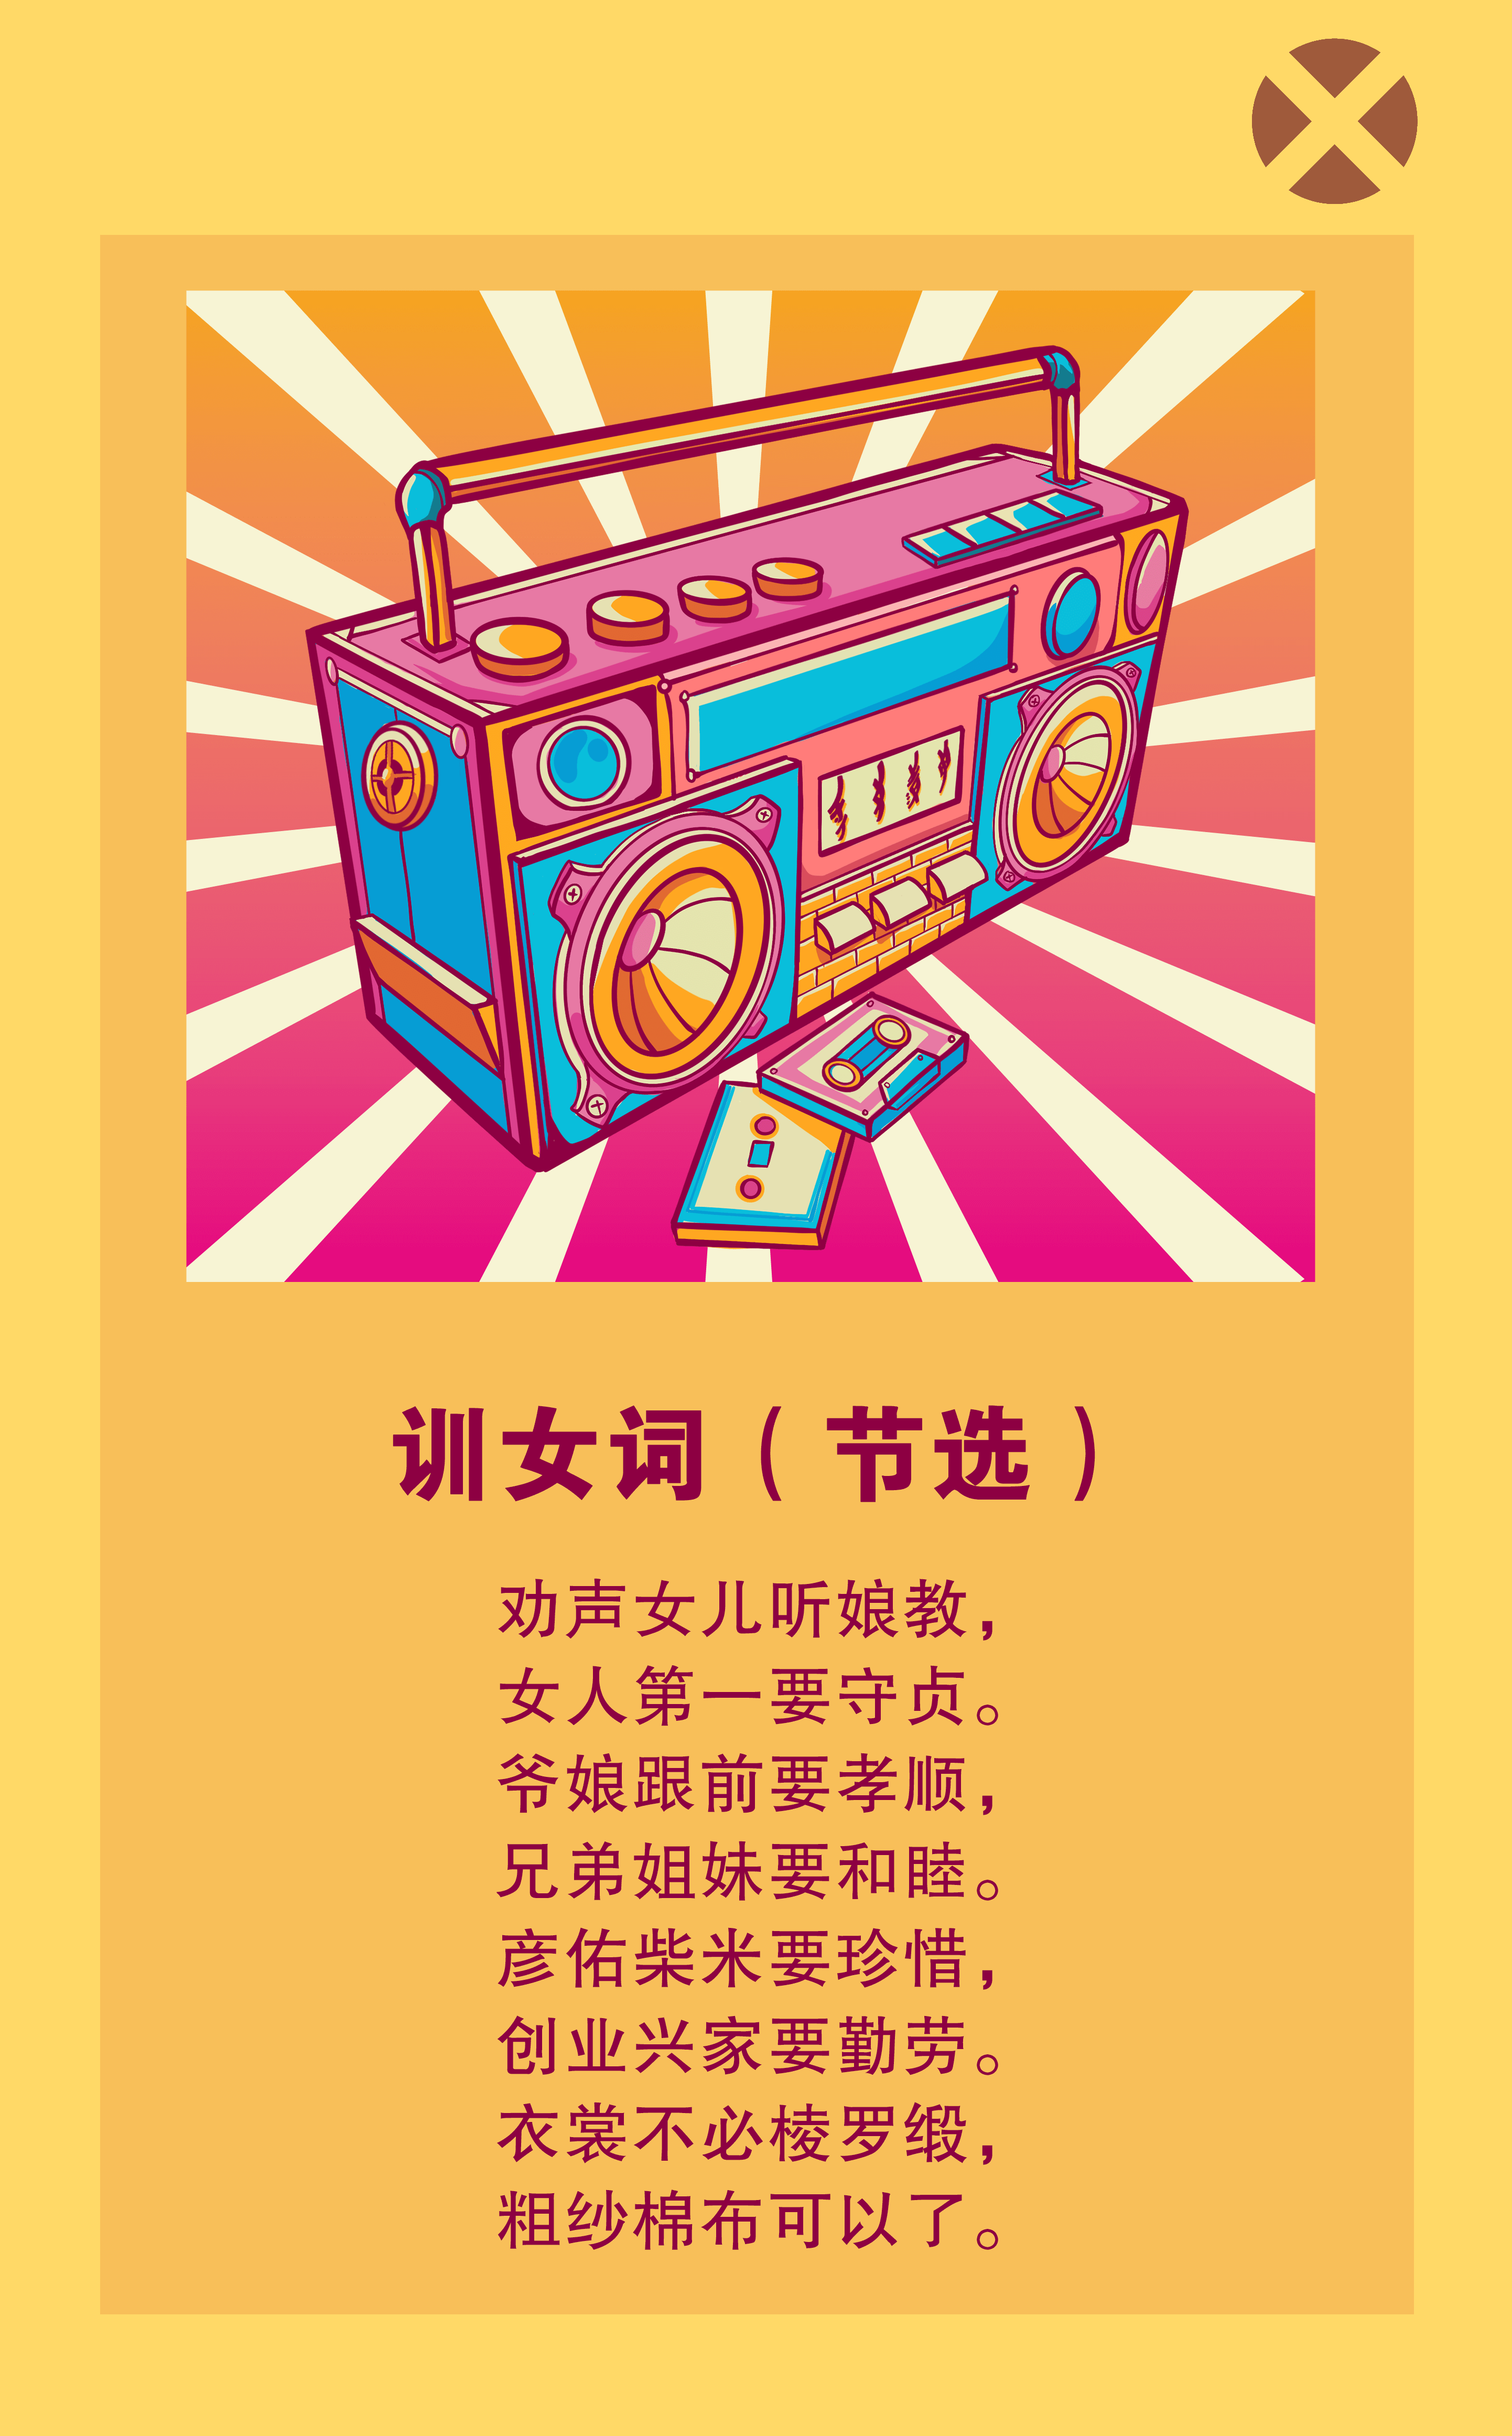 训女词（节选）
劝声女儿听娘教，
女人第一要守贞。
爷娘跟前要孝顺，
兄弟姐妹要和睦。
彦佑柴米要珍惜，
创业兴家要勤劳。
衣裳不必棱罗缎，
粗纱棉布可以了。